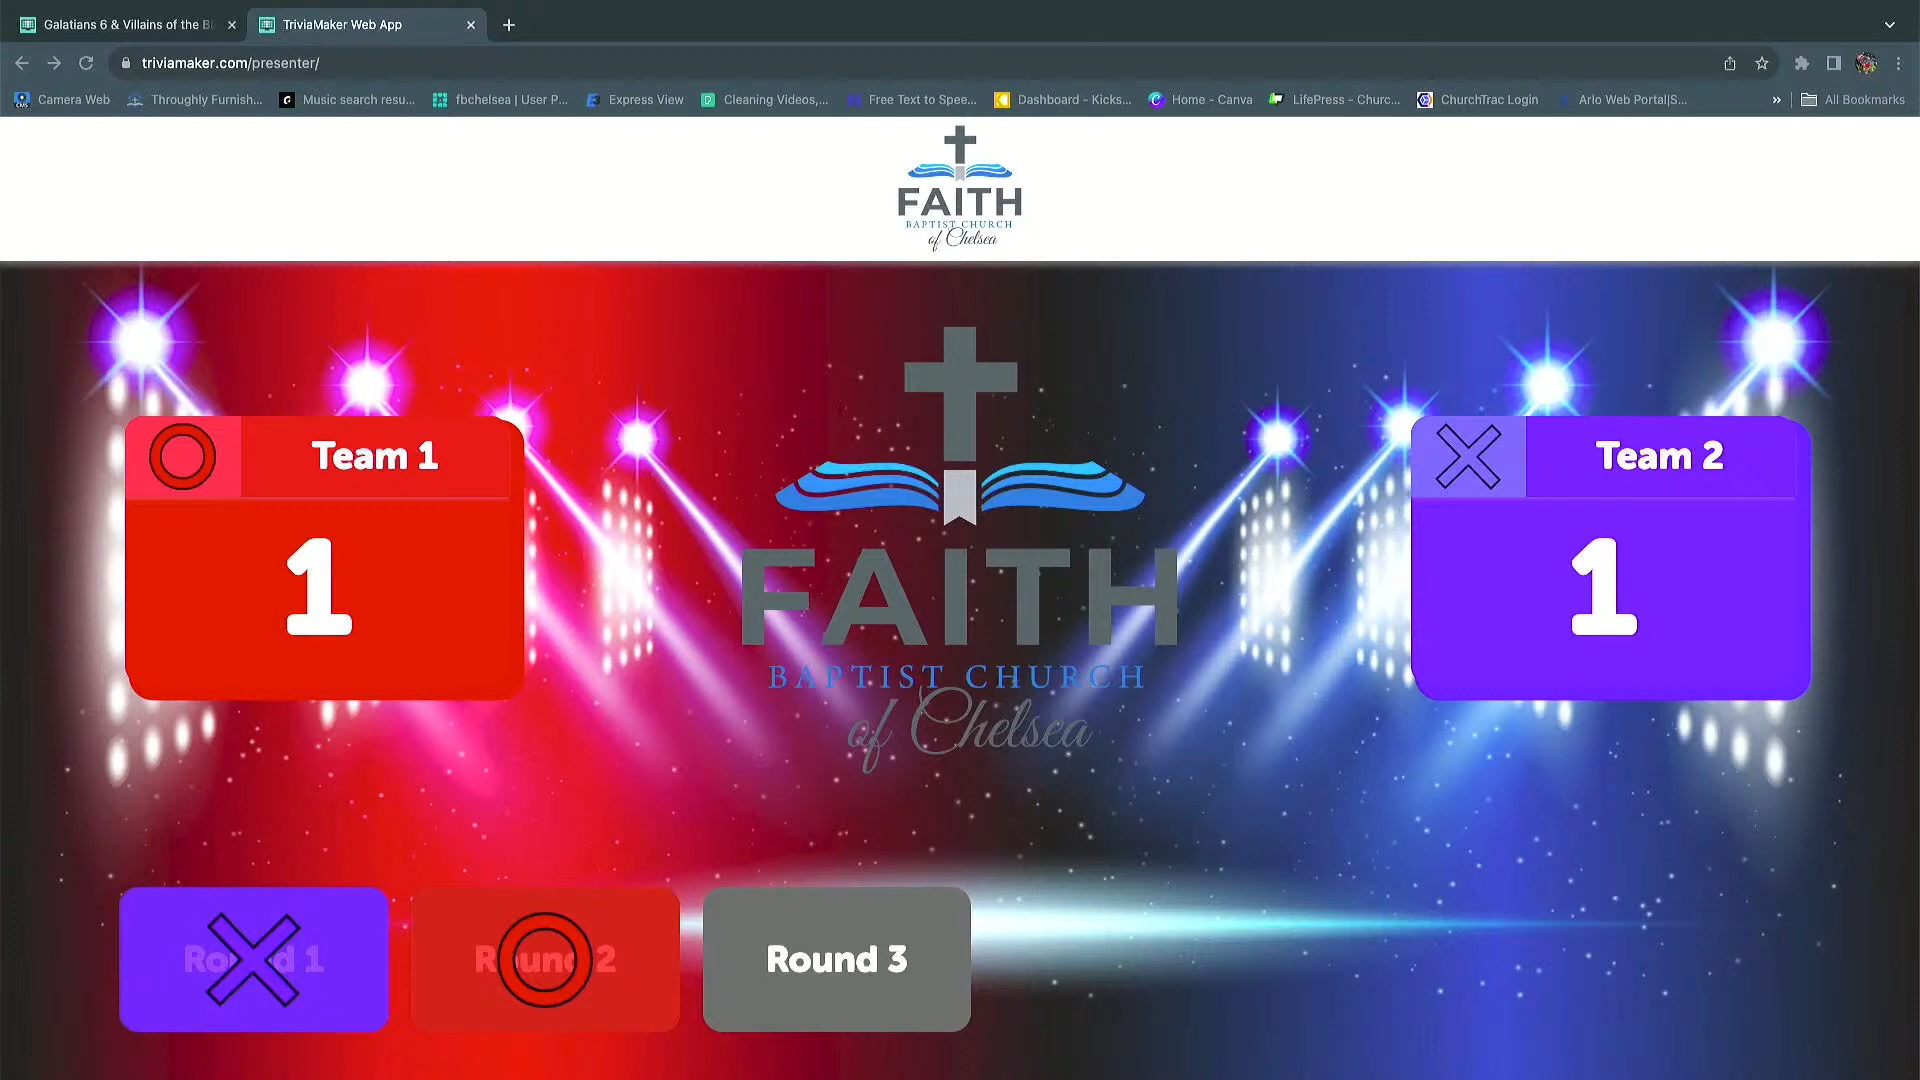 Galatians 6 & Villains of the B
TriviaMaker Web App
triviamaker.com/presenter/
Camera Web
Throughly Furnish...
Music search resu...
fbchelsea | User P...
Express View
Cleaning Videos,...
Free Text to Spee...
Dashboard - Kicks...
Home - Canva
LifePress - Churc...
ChurchTrac Login
Arlo Web Portal|S...
»
All Bookmarks
FAITH
BAPTIST CHURCH
of Chelsea
Team 1
1
Team 2
1
FAITH
BAPTIST CHURCH
of Chelsea
Round 1
Round 2
Round 3